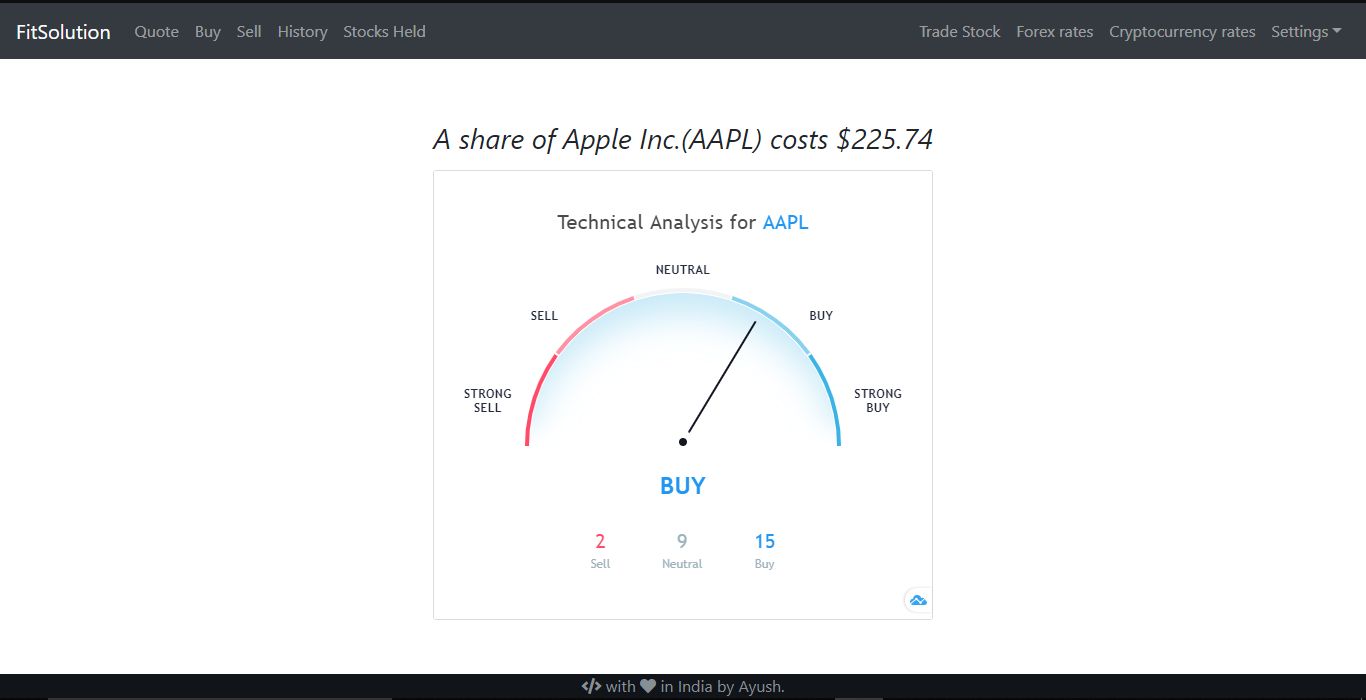 FitSolution Quote Buy Sell History Stocks Held Trade Stock Forex rates Cryptocurrency rates Settings
A share of Apple Inc.(AAPL) costs $225.74
Technical Analysis for AAPL
NEUTRAL
SELL
BUY
STRONG SELL
STRONG BUY
BUY
2 9 15
Sell Neutral Buy
</> with ♥ in India by Ayush.